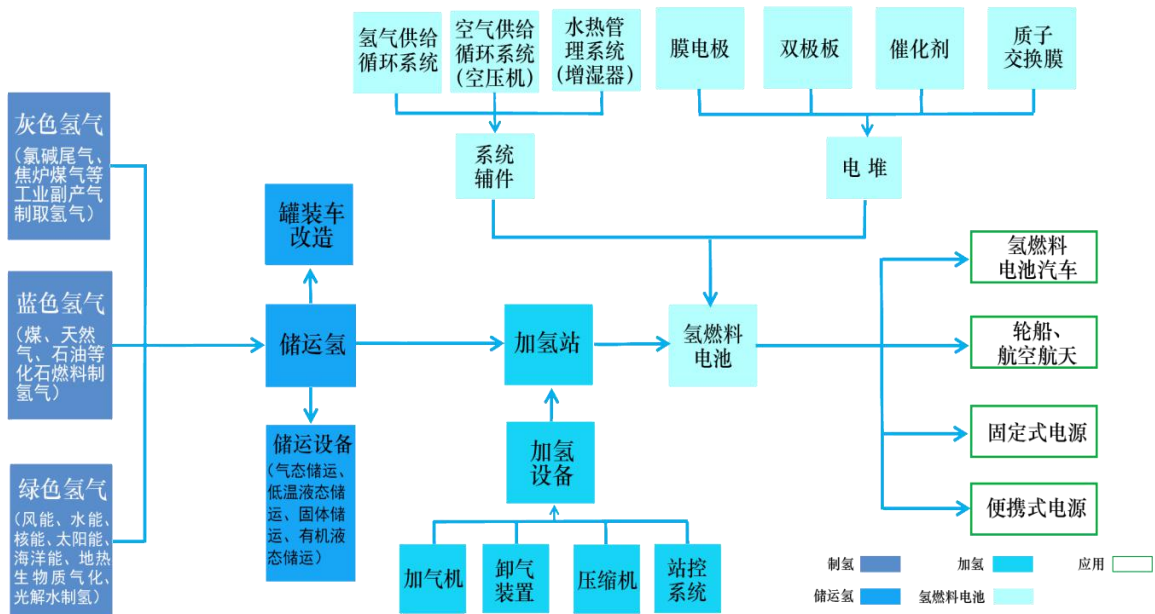 灰色氢气
（氯碱尾气、
焦炉煤气等
工业副产气
制取氢气）
蓝色氢气
（煤、天然
气、石油等
化石燃料制
氢气）
绿色氢气
（风能、水能、
核能、太阳能、
海洋能、地热
生物质气化、
光解水制氢）
罐装车
改造
储运氢
储运设备
（气态储运、
低温液态储
运、固体储
运、有机液
态储运）
氢气供给
循环系统
空气供给
循环系统
（空压机）
水热管
理系统
（增湿器）
膜电极
双极板
催化剂
质子
交换膜
系统
辅件
电 堆
加氢站
氢燃料
电池
加氢
设备
加气机
卸气
装置
压缩机
站控
系统
氢燃料
电池汽车
轮船、
航空航天
固定式电源
便携式电源
制氢
加氢
应用
储运氢
氢燃料电池